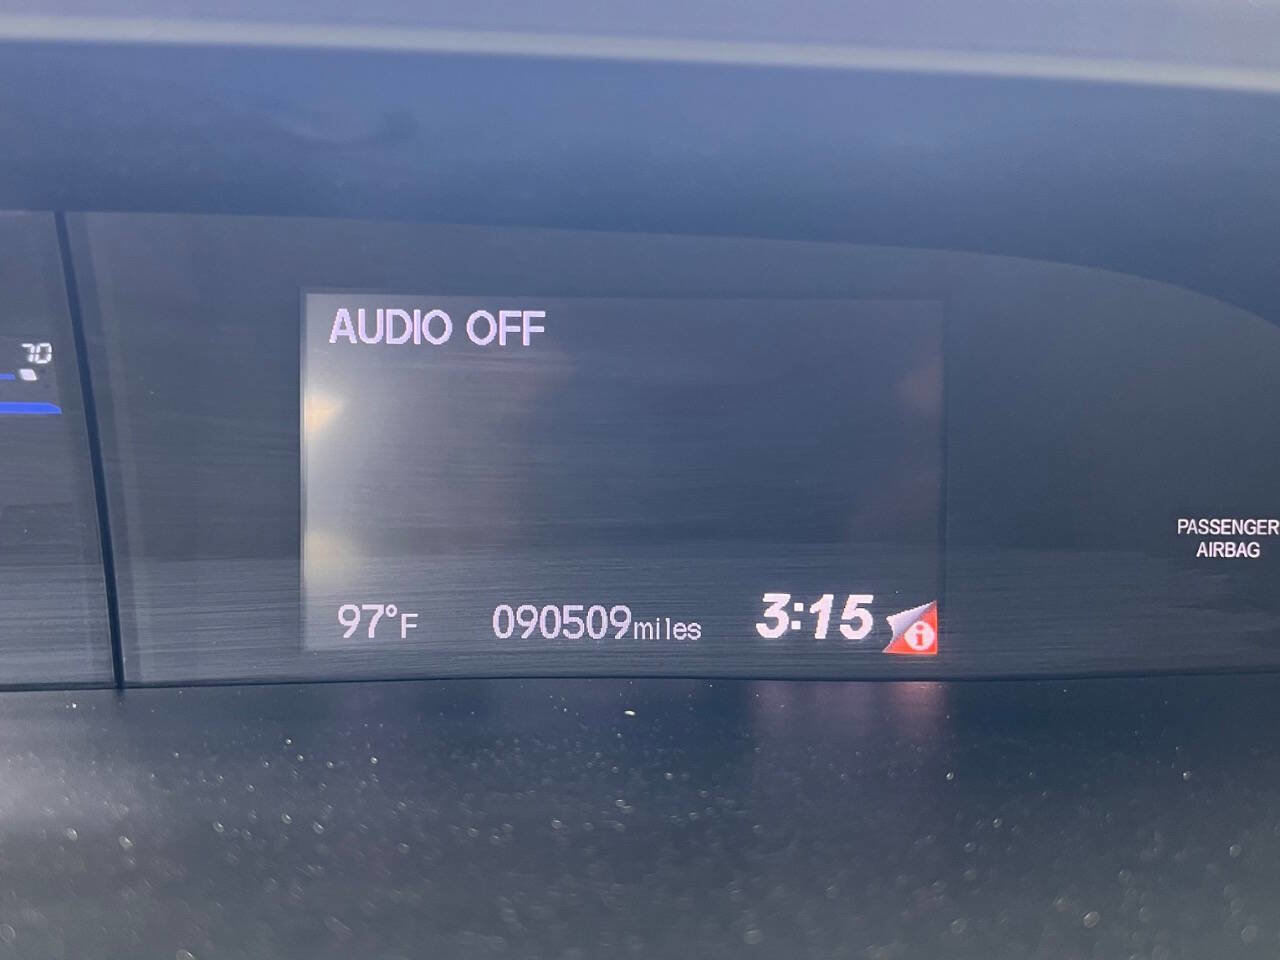 AUDIO OFF
70
PASSENGER
AIRBAG
97°F 090509miles 3:15 i